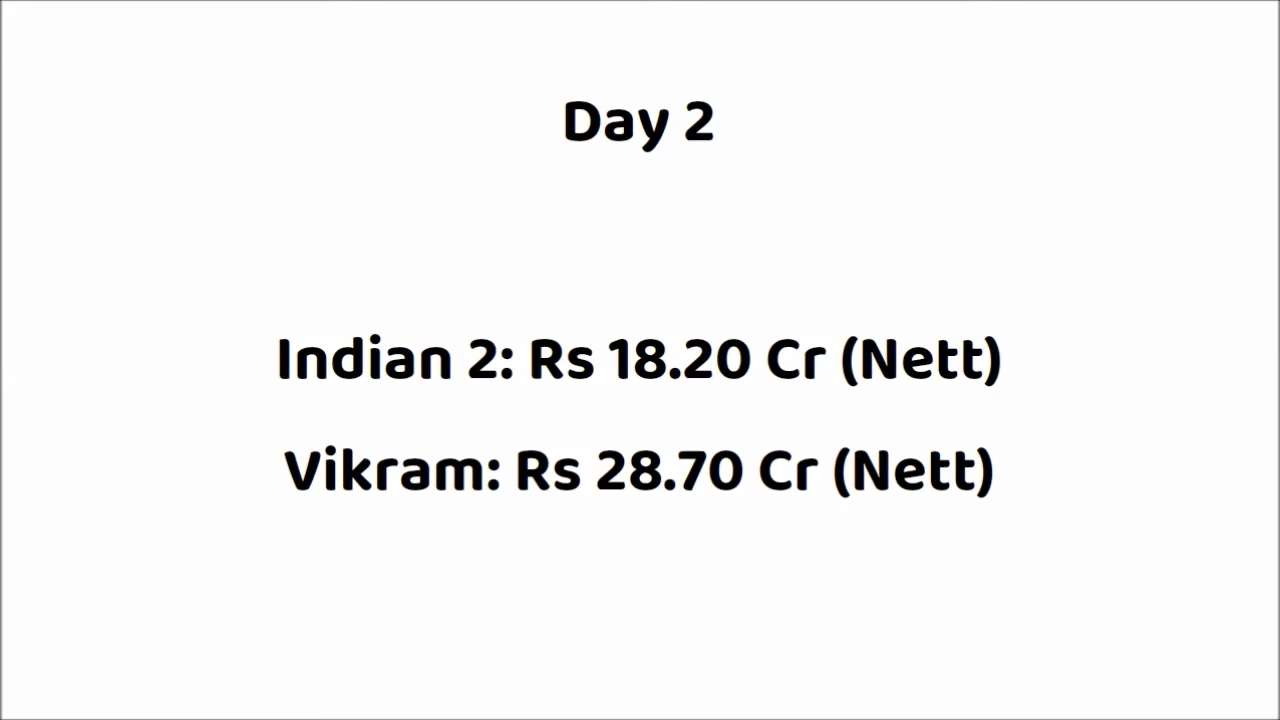 Day 2
Indian 2: Rs 18.20 Cr (Nett)
Vikram: Rs 28.70 Cr (Nett)